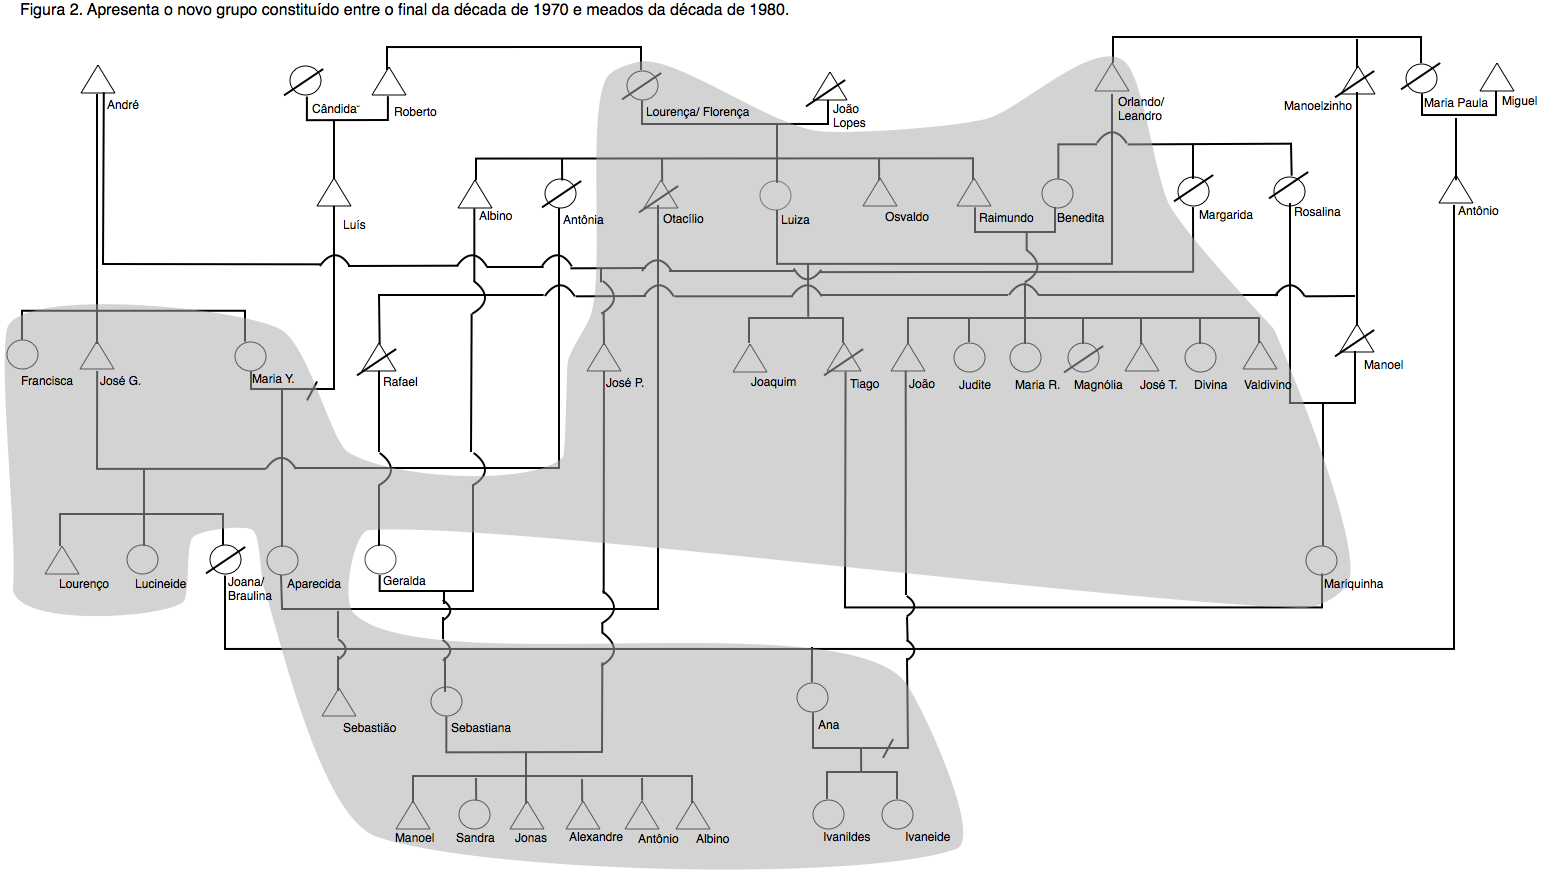 Figura 2. Apresenta o novo grupo constituído entre o final da década de 1970 e meados da década de 1980.
André
Cândida
Roberto
Lourença/ Florença
João
Lopes
Orlando/
Leandro
Manoelzinho
Maria Paula
Miguel
Luís
Albino
Antônia
Otacílio
Luiza
Osvaldo
Raimundo
Benedita
Margarida
Rosalina
Antônio
Francisca
José G.
Maria Y.
Rafael
José P.
Joaquim
Tiago
João
Judite
Maria R.
Magnólia
José T.
Divina
Valdivino
Manoel
Lourenço
Lucineide
Joana/
Braulina
Aparecida
Geralda
Mariquinha
Sebastião
Sebastiana
Ana
Manoel
Sandra
Jonas
Alexandre
Antônio
Albino
Ivanildes
Ivaneide